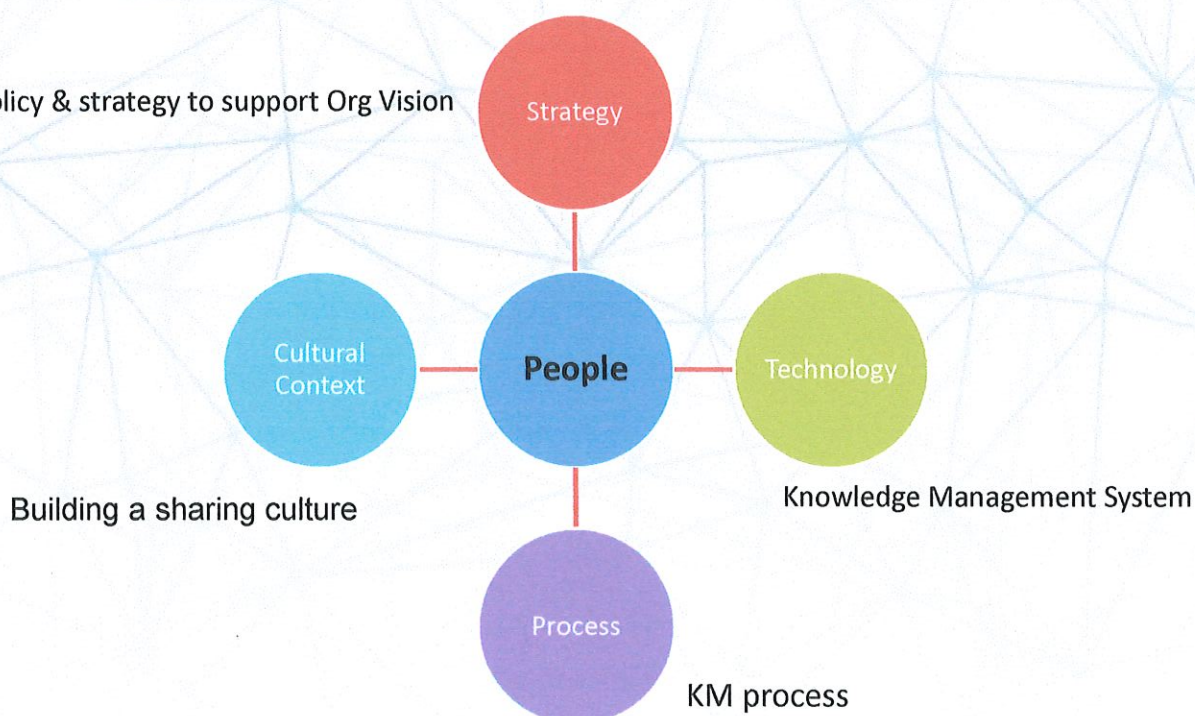 Strategy
olicy & strategy to support Org Vision
Cultural
Context
People
Technology
Building a sharing culture
Knowledge Management System
Process
KM process